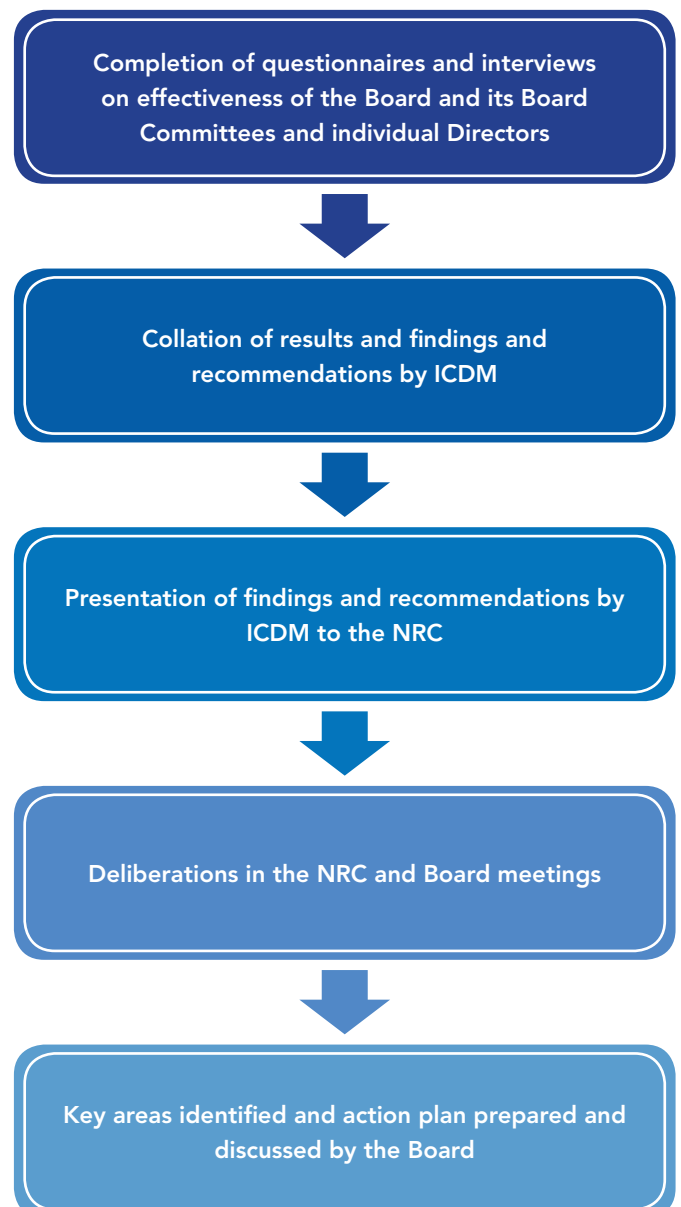 Completion of questionnaires and interviews
on effectiveness of the Board and its Board
Committees and individual Directors
Collation of results and findings and
recommendations by ICDM
Presentation of findings and recommendations by
ICDM to the NRC
Deliberations in the NRC and Board meetings
Key areas identified and action plan prepared and
discussed by the Board